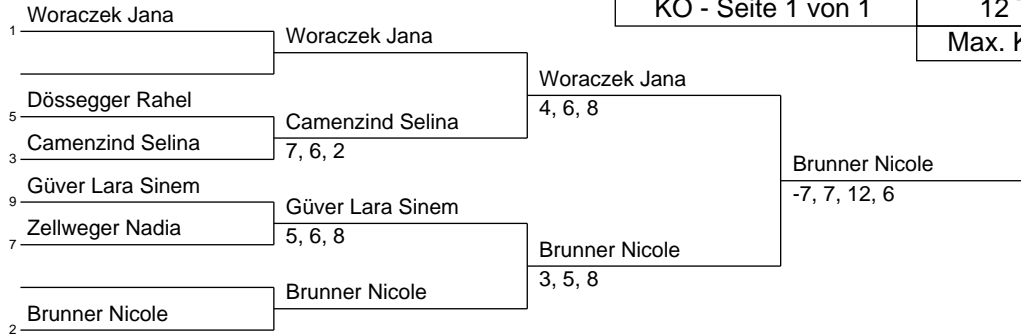 KO - Seite 1 von 1
12
Max.
1 Woraczek Jana
Woraczek Jana
Woraczek Jana
4, 6, 8
5 Dössegger Rahel
Camenzind Selina
7, 6, 2
3 Camenzind Selina
Brunner Nicole
-7, 7, 12, 6
9 Güver Lara Sinem
Güver Lara Sinem
5, 6, 8
7 Zellweger Nadia
Brunner Nicole
3, 5, 8
Brunner Nicole
2 Brunner Nicole